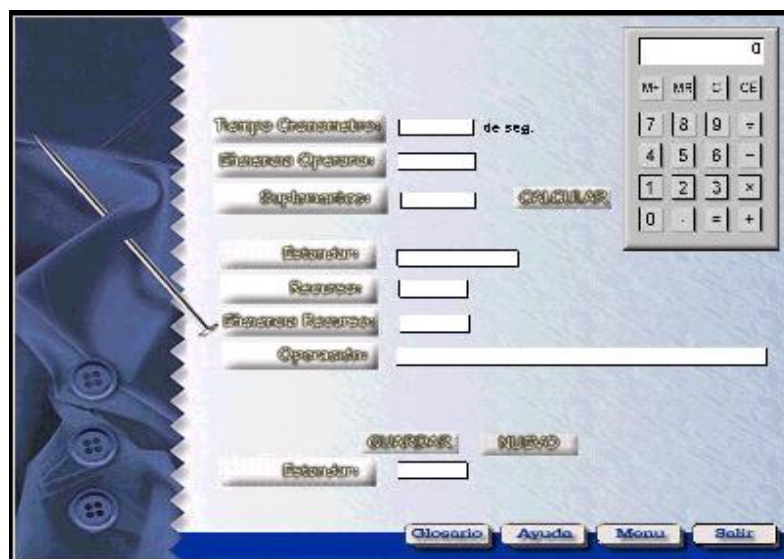 0
M+ MR C CE
7 8 9 ÷
4 5 6 -
1 2 3 ×
0 . = +
Tiempo Cronometro:
de seg.
Eficiencia Operario:
Suplementos:
CALCULAR
Estandar:
Recurso:
Eficiencia Recurso:
Operación:
GUARDAR
NUEVO
Estandar:
Glosario
Ayuda
Menu
Salir